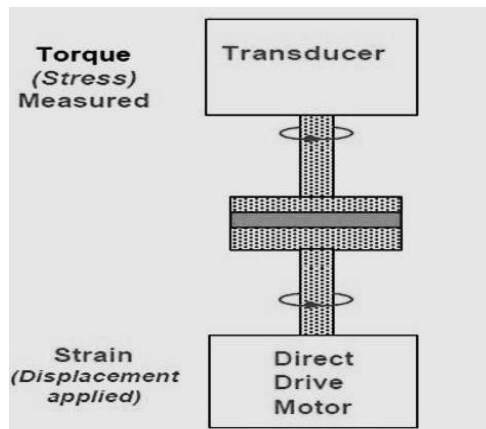 Torque
(Stress)
Measured
Transducer
Strain
(Displacement
applied)
Direct
Drive
Motor